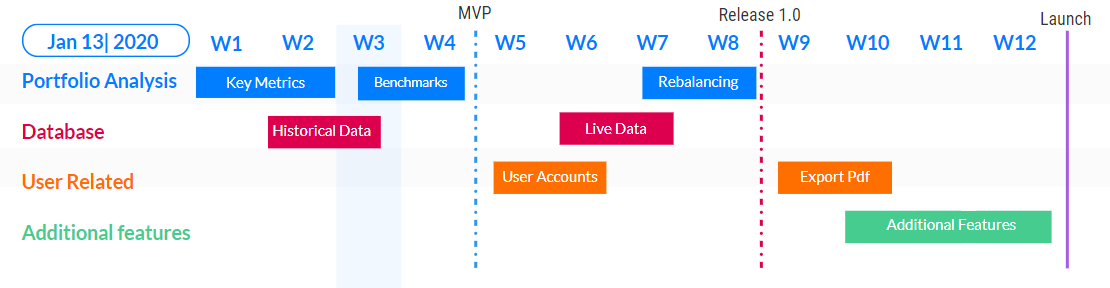 MVP
Release 1.0
Launch
Jan 13| 2020
W1 W2 W3 W4 W5 W6 W7 W8 W9 W10 W11 W12
Portfolio Analysis Key Metrics Benchmarks Rebalancing
Database Historical Data Live Data
User Related User Accounts Export Pdf
Additional features Additional Features